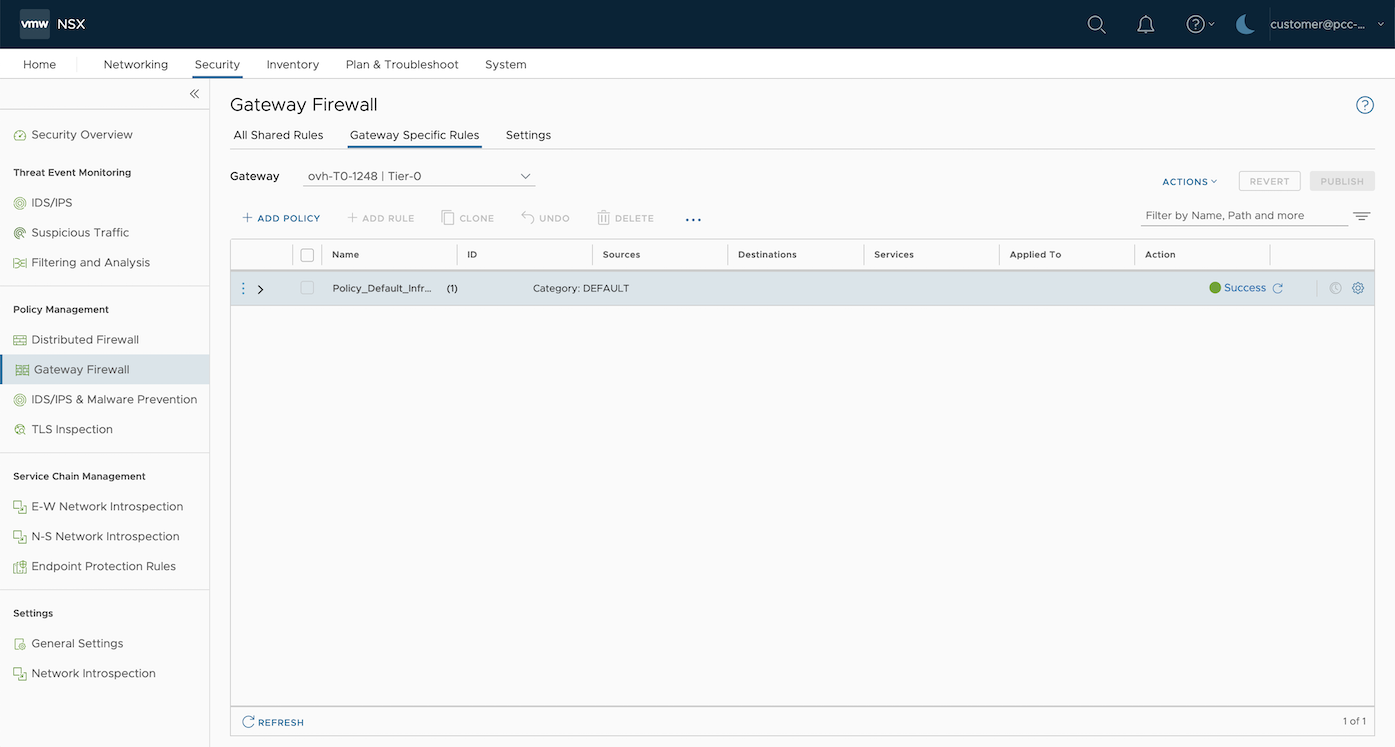 vmw NSX customer@pcc-...
Home Networking Security Inventory Plan & Troubleshoot System
Gateway Firewall
All Shared Rules Gateway Specific Rules Settings
Gateway ovh-T0-1248 | Tier-0
ACTIONS REVERT PUBLISH
ADD POLICY ADD RULE CLONE UNDO DELETE ...
Filter by Name, Path and more
Name ID Sources Destinations Services Applied To Action
Policy_Default_Infr... (1) Category: DEFAULT Success
REFRESH 1 of 1
Security Overview
Threat Event Monitoring
IDS/IPS
Suspicious Traffic
Filtering and Analysis
Policy Management
Distributed Firewall
Gateway Firewall
IDS/IPS & Malware Prevention
TLS Inspection
Service Chain Management
E-W Network Introspection
N-S Network Introspection
Endpoint Protection Rules
Settings
General Settings
Network Introspection